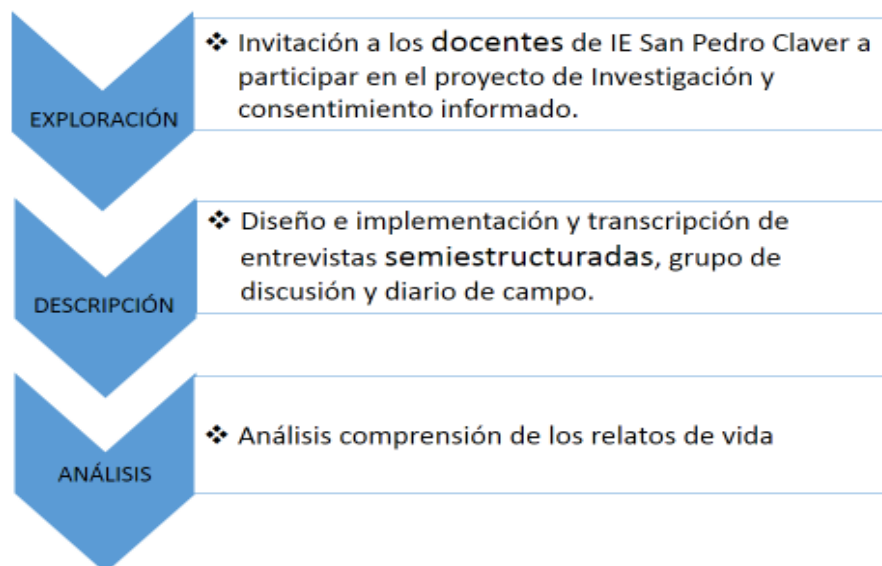 EXPLORACIÓN
❖ Invitación a los docentes de IE San Pedro Claver a
participar en el proyecto de Investigación y
consentimiento informado.
DESCRIPCIÓN
❖ Diseño e implementación y transcripción de
entrevistas semiestructuradas, grupo de
discusión y diario de campo.
ANÁLISIS
❖ Análisis comprensión de los relatos de vida